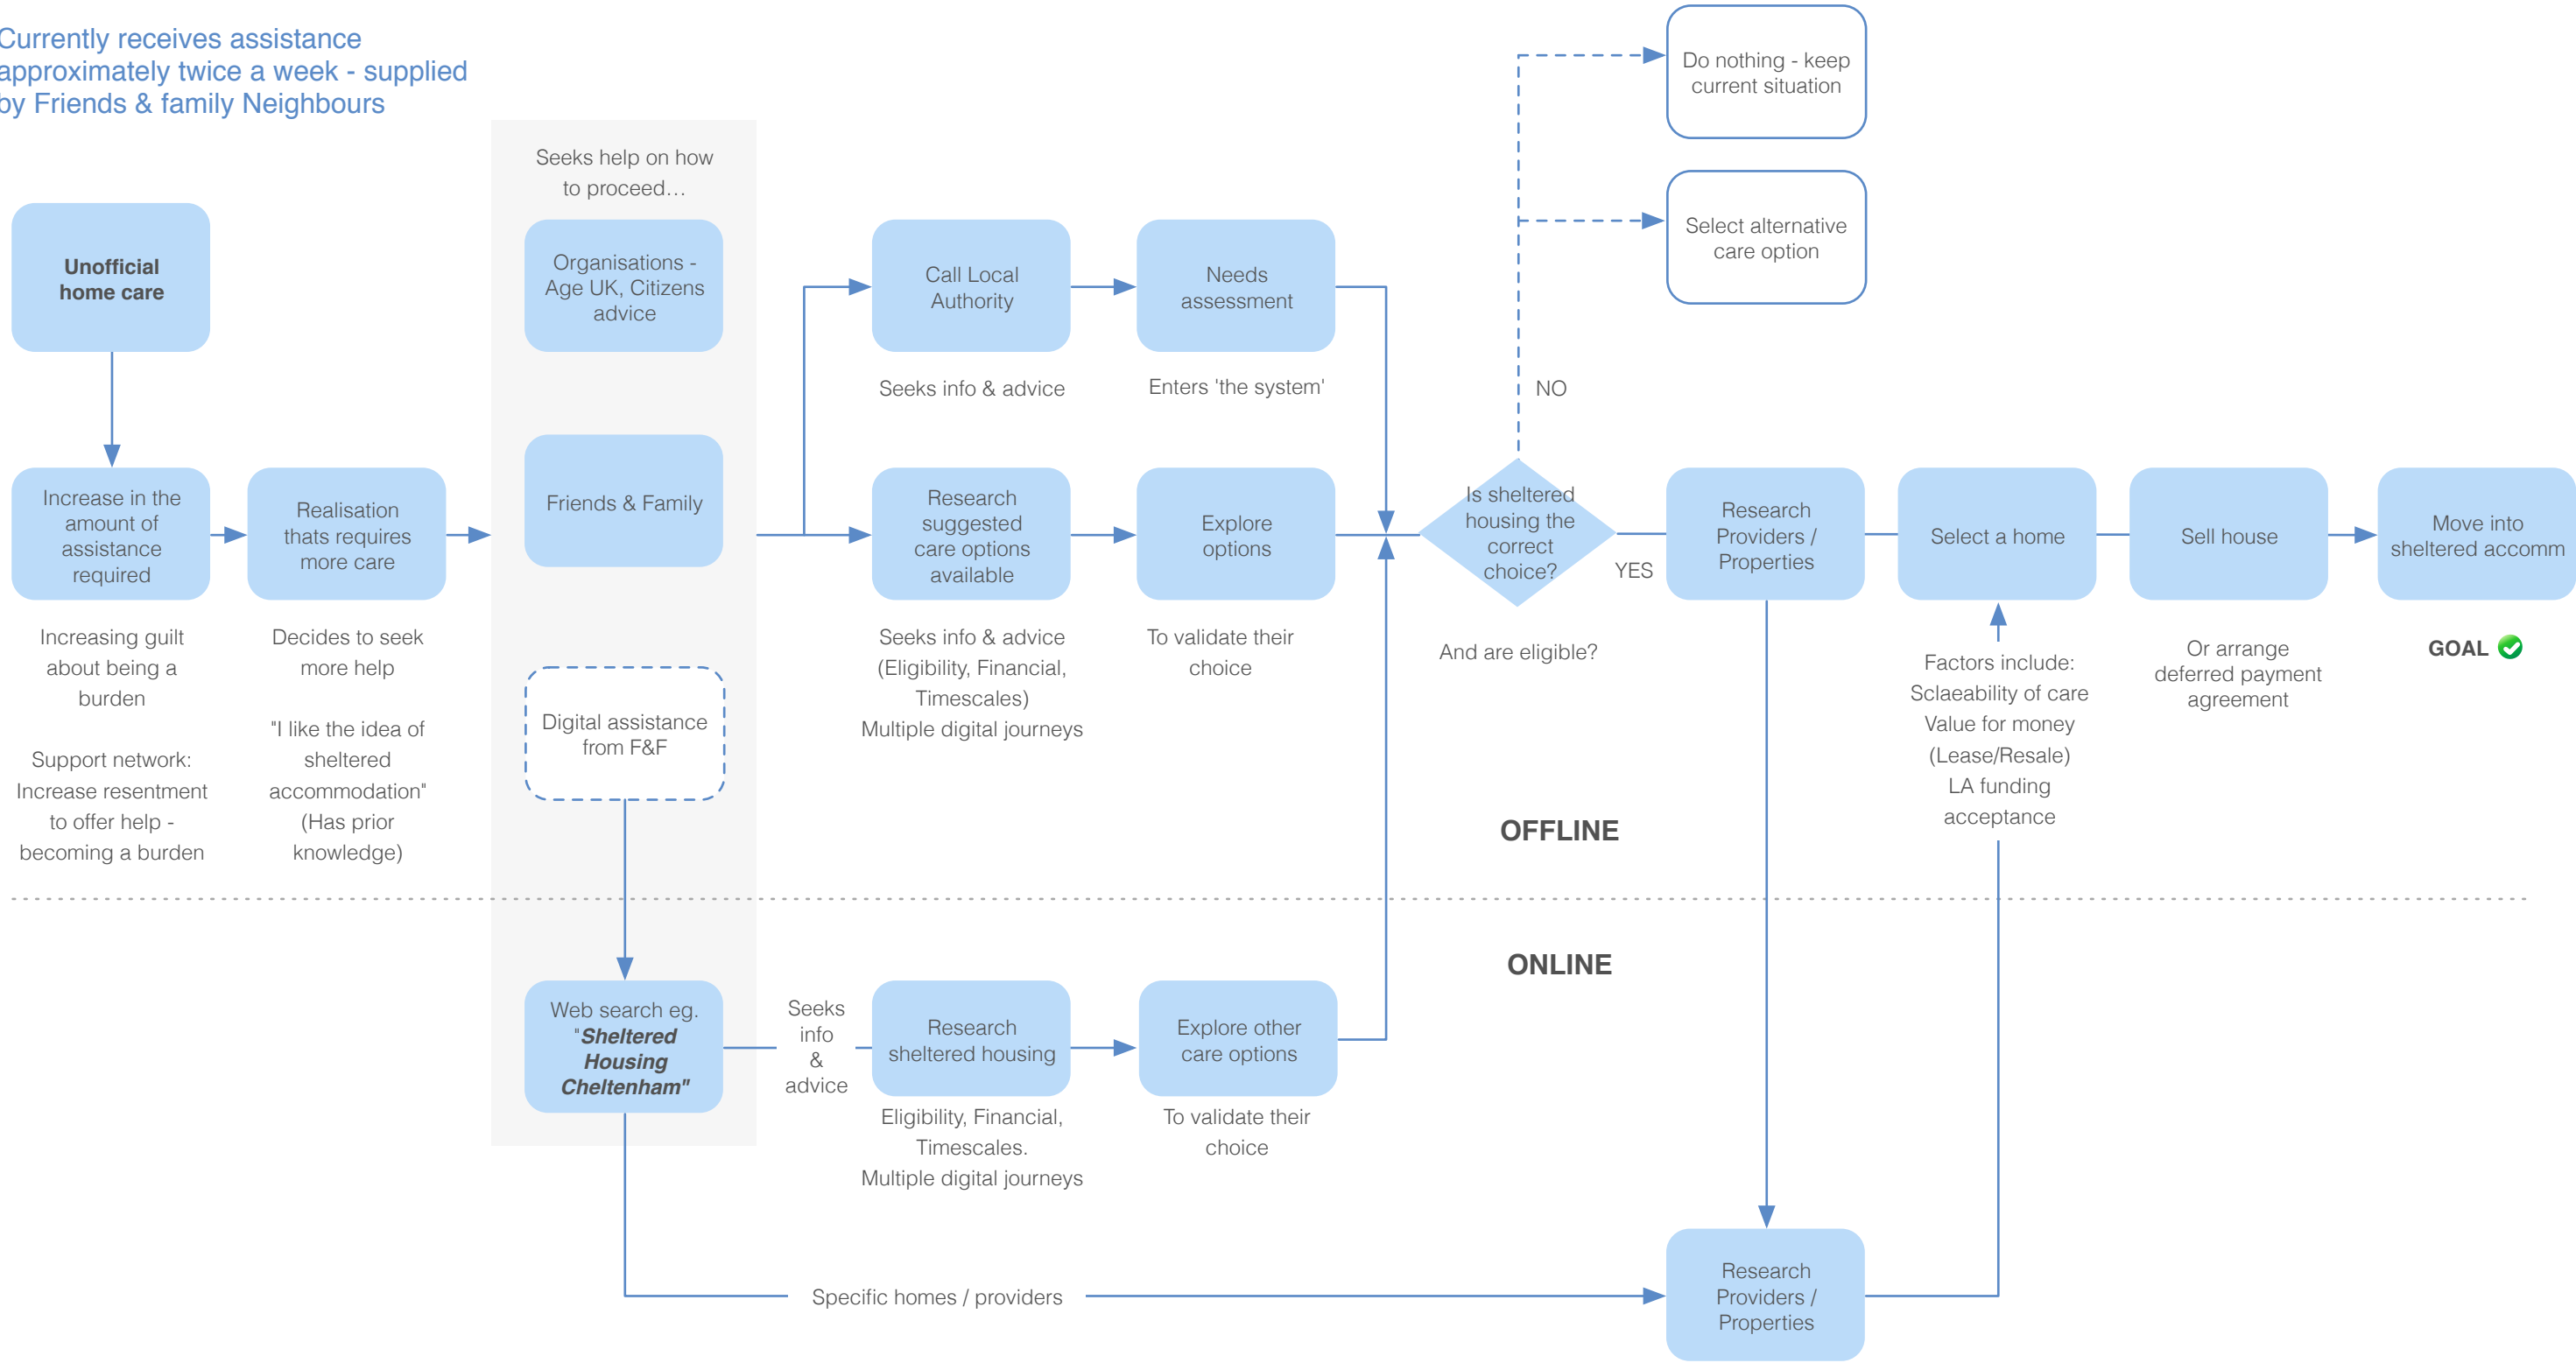 Currently receives assistance
approximately twice a week - supplied
by Friends & family Neighbours
Unofficial
home care
Increase in the
amount of
assistance
required
Increasing guilt
about being a
burden
Support network:
Increase resentment
to offer help -
becoming a burden
Realisation
thats requires
more care
Decides to seek
more help
"I like the idea of
sheltered
accommodation"
(Has prior
knowledge)
Seeks help on how
to proceed...
Organisations -
Age UK, Citizens
advice
Friends & Family
Digital assistance
from F&F
Web search eg.
"Sheltered
Housing
Cheltenham"
Call Local
Authority
Seeks info & advice
Needs
assessment
Enters 'the system'
Research
suggested
care options
available
Seeks info & advice
(Eligibility, Financial,
Timescales)
Multiple digital journeys
Explore
options
To validate their
choice
Seeks
info
&
advice
Research
sheltered housing
Eligibility, Financial,
Timescales.
Multiple digital journeys
Explore other
care options
To validate their
choice
Specific homes / providers
Is sheltered
housing the
correct
choice?
And are eligible?
NO
YES
Do nothing - keep
current situation
Select alternative
care option
Research
Providers /
Properties
Select a home
Factors include:
Sclaeability of care
Value for money
(Lease/Resale)
LA funding
acceptance
Sell house
Or arrange
deferred payment
agreement
Move into
sheltered accomm
GOAL
OFFLINE
ONLINE
Research
Providers /
Properties